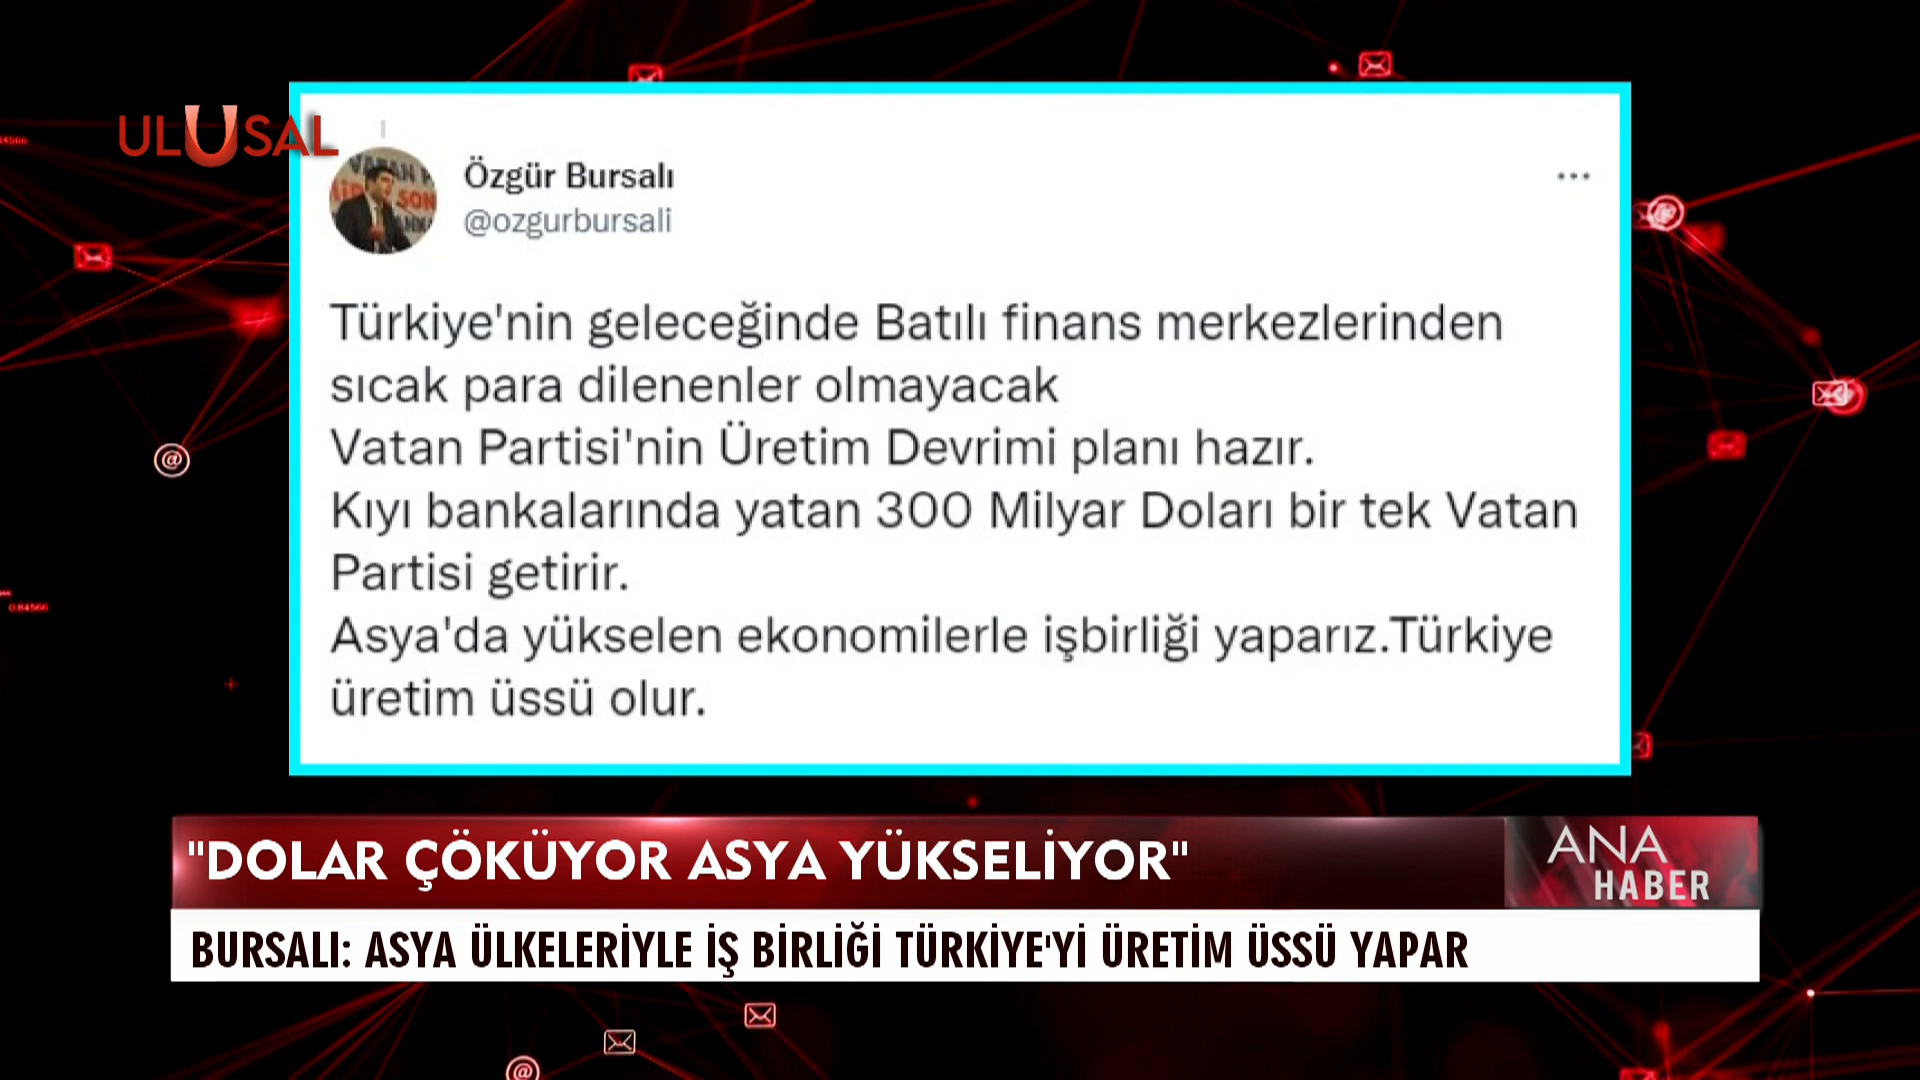 ULUSAL
Özgür Bursalı
@ozgurbursali
Türkiye'nin geleceğinde Batılı finans merkezlerinden
sıcak para dilenenler olmayacak
Vatan Partisi'nin Üretim Devrimi planı hazır.
Kıyı bankalarında yatan 300 Milyar Doları bir tek Vatan
Partisi getirir.
Asya'da yükselen ekonomilerle işbirliği yaparız.Türkiye
üretim üssü olur.
"DOLAR ÇÖKÜYOR ASYA YÜKSELİYOR"
ANA
HABER
BURSALI: ASYA ÜLKELERİYLE İŞ BİRLİĞİ TÜRKİYE'Yİ ÜRETİM ÜSSÜ YAPAR